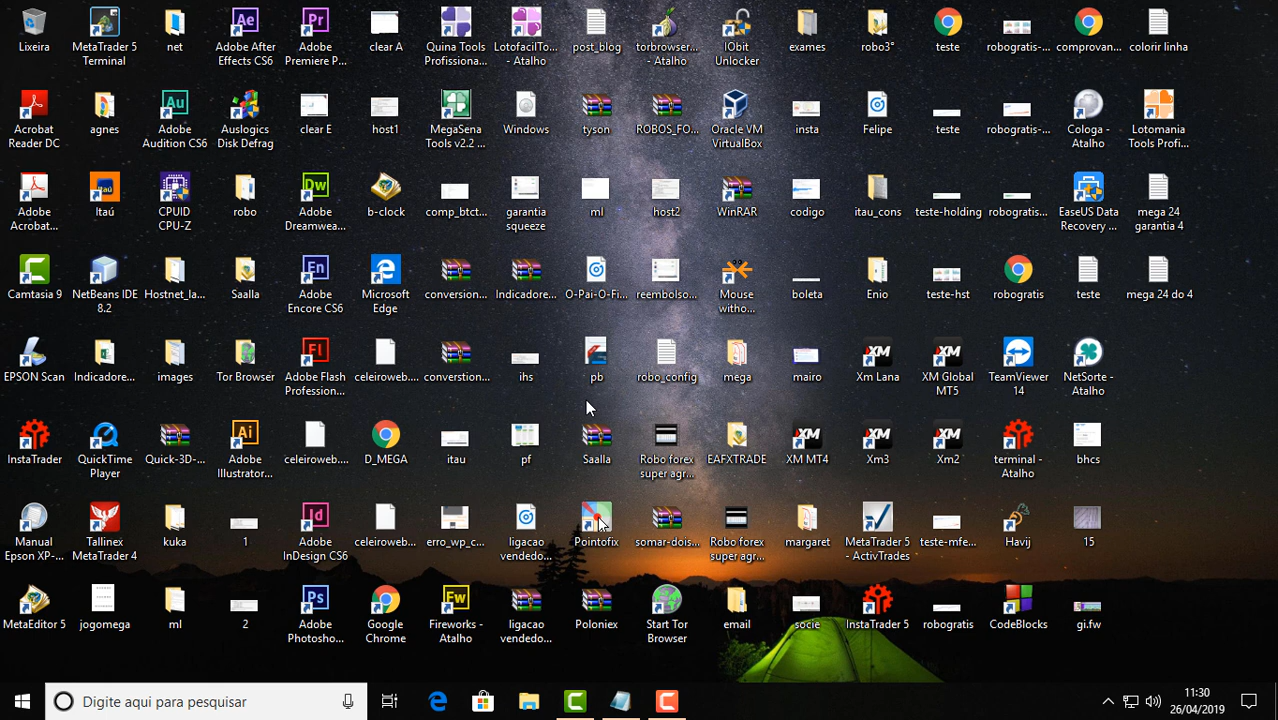 Lixeira
MetaTrader 5
Terminal
net
Adobe After
Effects CS6
Adobe
Premiere P...
clear A
Quina Tools
Profissiona...
LotofacilTo...
- Atalho
post_blog
torbrowser...
- Atalho
IObit
Unlocker
exames
robo3°
teste
robogratis-...
comprovan...
colorir linha
Acrobat
Reader DC
agnes
Adobe
Audition CS6
Auslogics
Disk Defrag
clear E
host1
MegaSena
Tools v2.2 ...
Windows
tyson
ROBOS_FO...
Oracle VM
VirtualBox
insta
Felipe
teste
robogratis-...
Cologa -
Atalho
Lotomania
Tools Profi...
Adobe
Acrobat...
Itaú
CPUID
CPU-Z
robo
Adobe
Dreamwea...
b-clock
comp_btct...
garantia
squeeze
ml
host2
WinRAR
codigo
itau_cons
teste-holding
robogratis...
EaseUS Data
Recovery ...
mega 24
garantia 4
Camtasia 9
NetBeans IDE
8.2
Hostnet_la...
Saalla
Adobe
Encore CS6
Microsoft
Edge
conversion...
Indicadore...
O-Pai-O-Fi...
reembolso...
Mouse
witho...
boleta
Enio
teste-hst
robogratis
teste
mega 24 do 4
EPSON Scan
Indicadore...
images
Tor Browser
Adobe Flash
Profession...
celeiroweb...
converstion...
ihs
pb
robo_config
mega
mairo
Xm Lana
XM Global
MT5
TeamViewer
14
NetSorte -
Atalho
InstaTrader
QuickTime
Player
Quick-3D-...
Adobe
Illustrator...
celeiroweb...
D_MEGA
itau
pf
Saalla
Robo forex
super agr...
EAFXTRADE
XM MT4
Xm3
Xm2
terminal -
Atalho
bhcs
Manual
Epson XP-...
Tallinex
MetaTrader 4
kuka
1
Adobe
InDesign CS6
celeiroweb...
erro_wp_c...
ligacao
vendedo...
Pointofix
somar-dois...
Robo forex
super agr...
margaret
MetaTrader 5
- ActivTrades
teste-mfe...
Havij
15
MetaEditor 5
jogomega
ml
2
Adobe
Photosho...
Google
Chrome
Fireworks -
Atalho
ligacao
vendedo...
Poloniex
Start Tor
Browser
email
socie
InstaTrader 5
robogratis
CodeBlocks
gi.fw
Digite aqui para pesquisar
11:30
26/04/2019